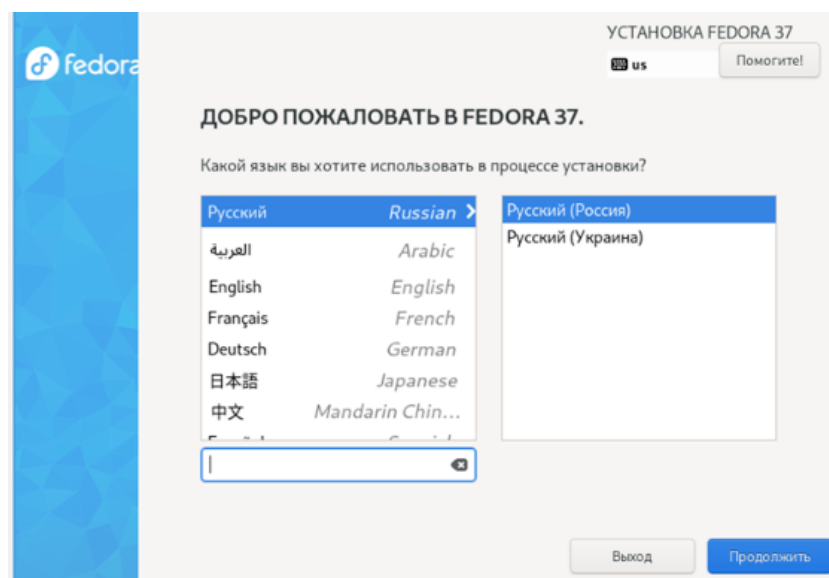 fedora
УСТАНОВКА FEDORA 37
us
Помогите!
ДОБРО ПОЖАЛОВАТЬ В FEDORA 37.
Какой язык вы хотите использовать в процессе установки?
Русский Russian
العربية Arabic
English English
Français French
Deutsch German
日本語 Japanese
中文 Mandarin Chin...
Русский (Россия)
Русский (Украина)
Выход
Продолжить